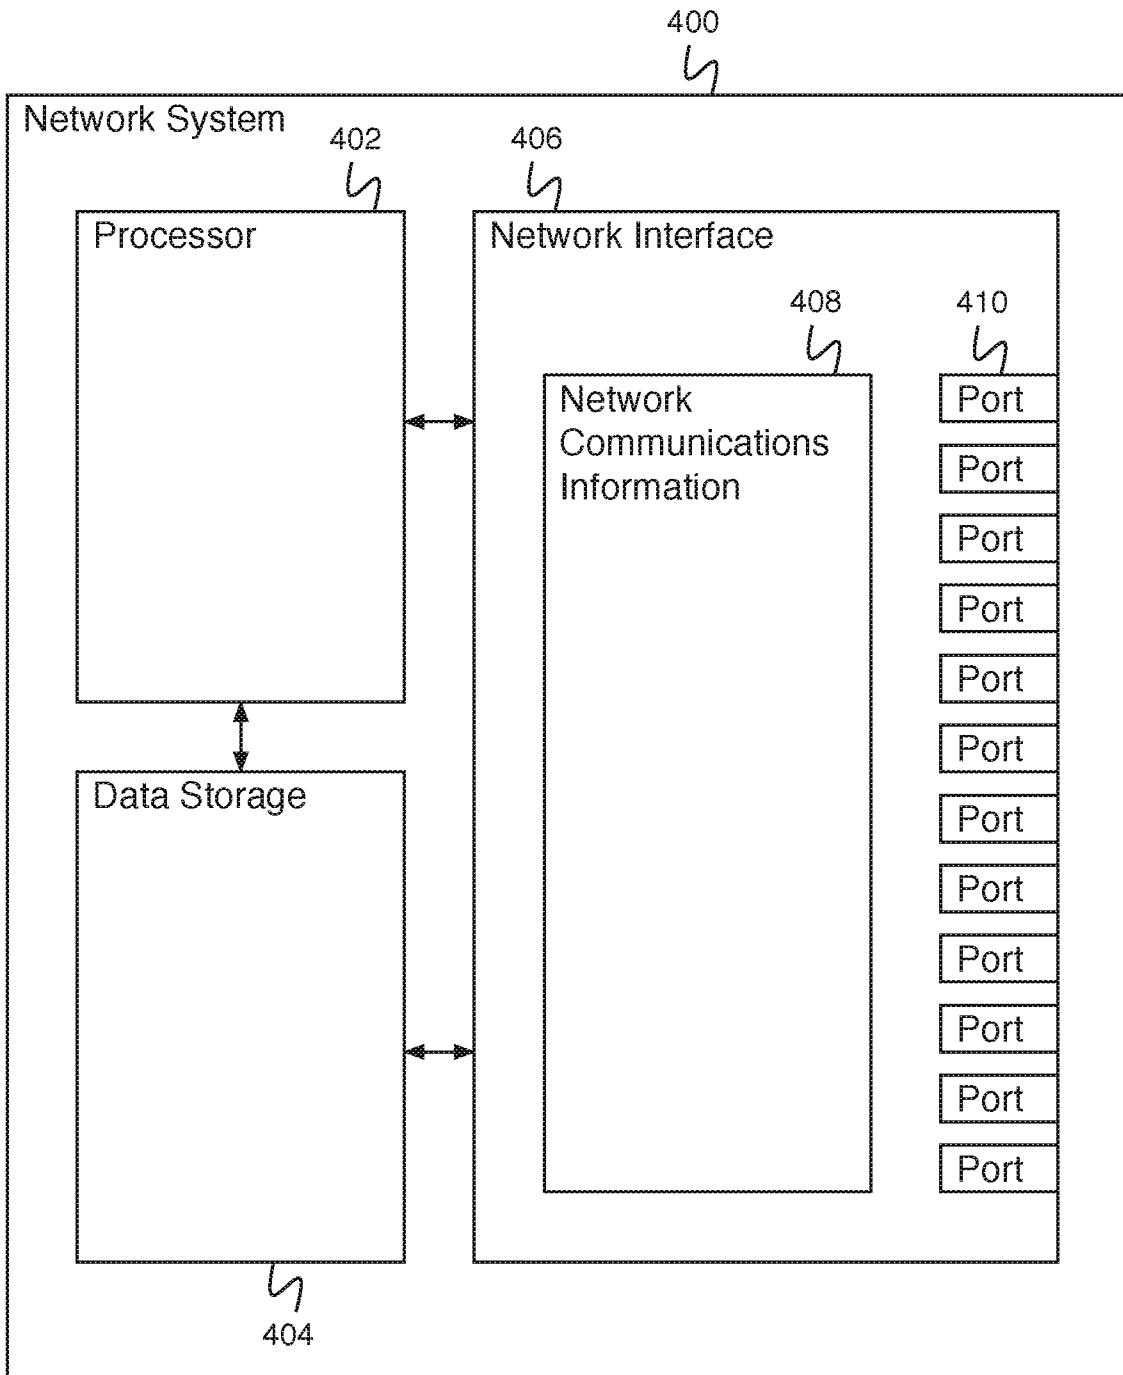 400
Network System
402
406
Processor
Network Interface
408
410
Network
Communications
Information
Port
Port
Port
Port
Port
Port
Port
Port
Port
Port
Port
Port
Data Storage
404